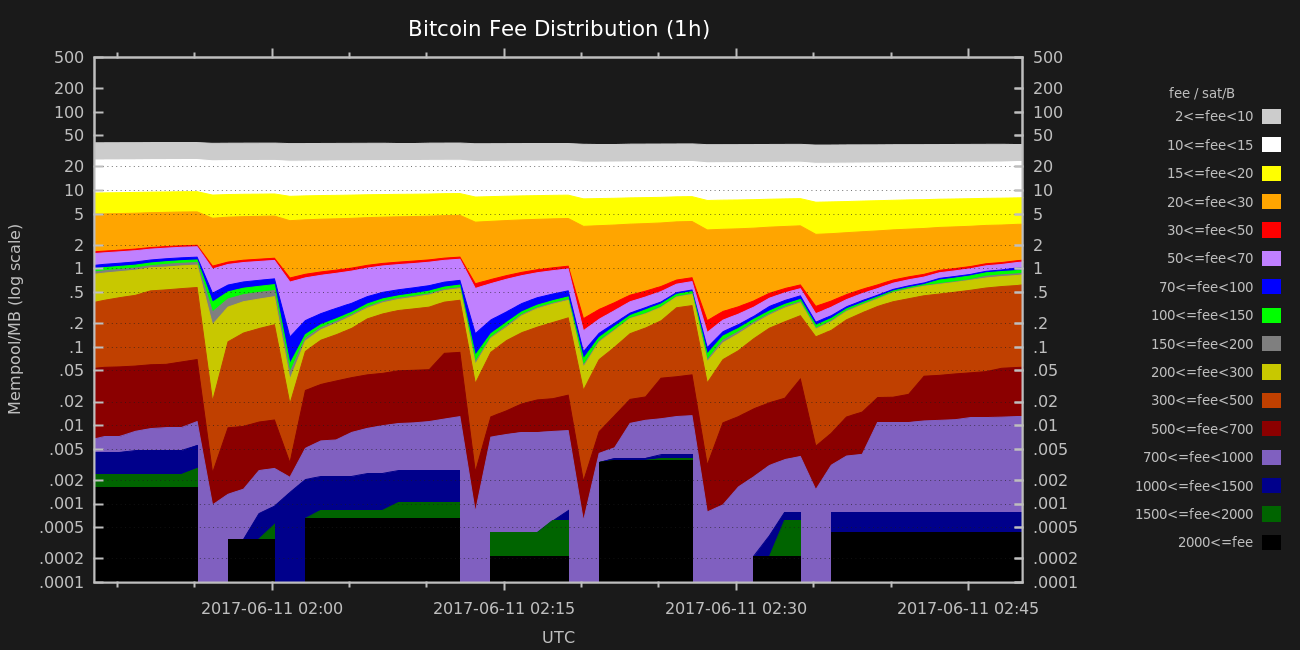 Bitcoin Fee Distribution (1h)
500
200
100
50
20
10
5
2
1
.5
.2
.1
.05
.02
.01
.005
.002
.001
.0005
.0002
.0001
Mempool/MB (log scale)
500
200
100
50
20
10
5
2
1
.5
.2
.1
.05
.02
.01
.005
.002
.001
.0005
.0002
.0001
2017-06-11 02:00
2017-06-11 02:15
2017-06-11 02:30
2017-06-11 02:45
UTC
fee / sat/B
2<=fee<10
10<=fee<15
15<=fee<20
20<=fee<30
30<=fee<50
50<=fee<70
70<=fee<100
100<=fee<150
150<=fee<200
200<=fee<300
300<=fee<500
500<=fee<700
700<=fee<1000
1000<=fee<1500
1500<=fee<2000
2000<=fee